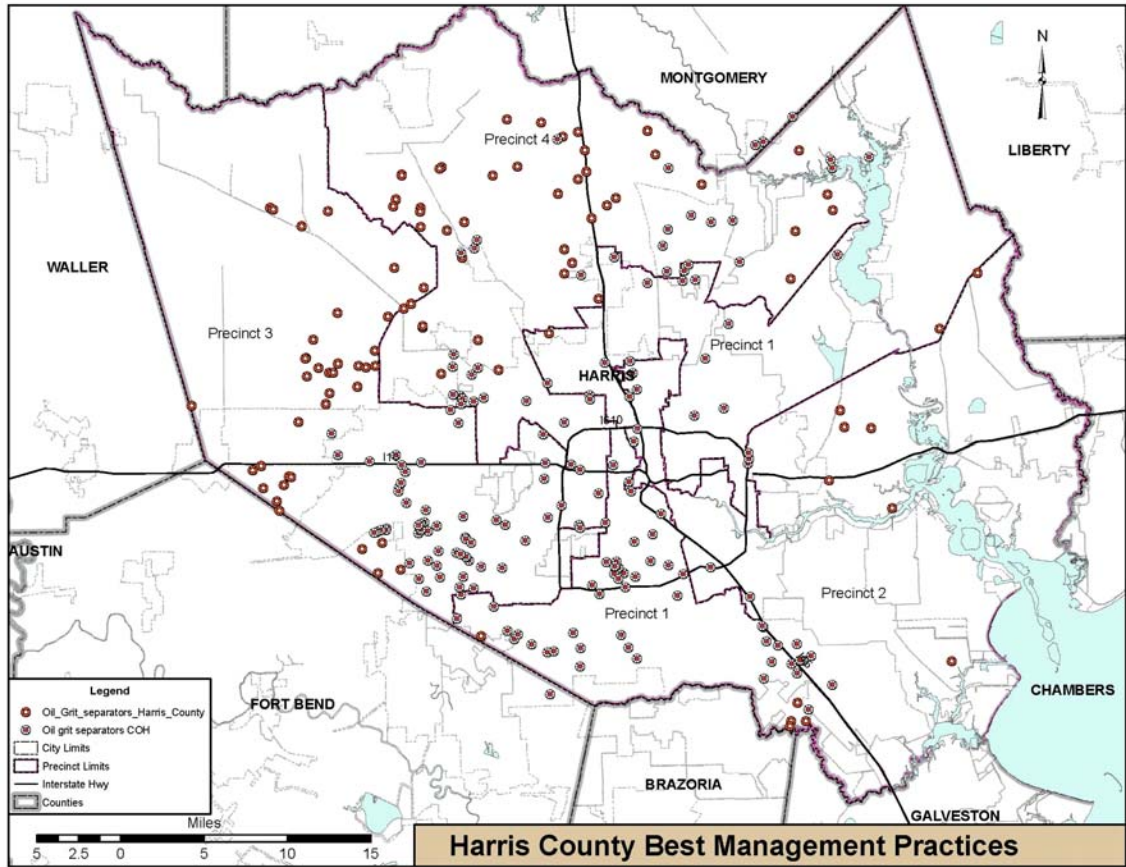 MONTGOMERY
N
Precinct 4
LIBERTY
WALLER
Precinct 3
Precinct 1
HARRIS
I610
I10
AUSTIN
Precinct 2
Precinct 1
CHAMBERS
FORT BEND
BRAZORIA
GALVESTON
Legend
Oil_Grit_separators_Harris_County
Oil grit separators COH
City Limits
Precinct Limits
Interstate Hwy
Counties
Miles
5 2.5 0 5 10 15
Harris County Best Management Practices